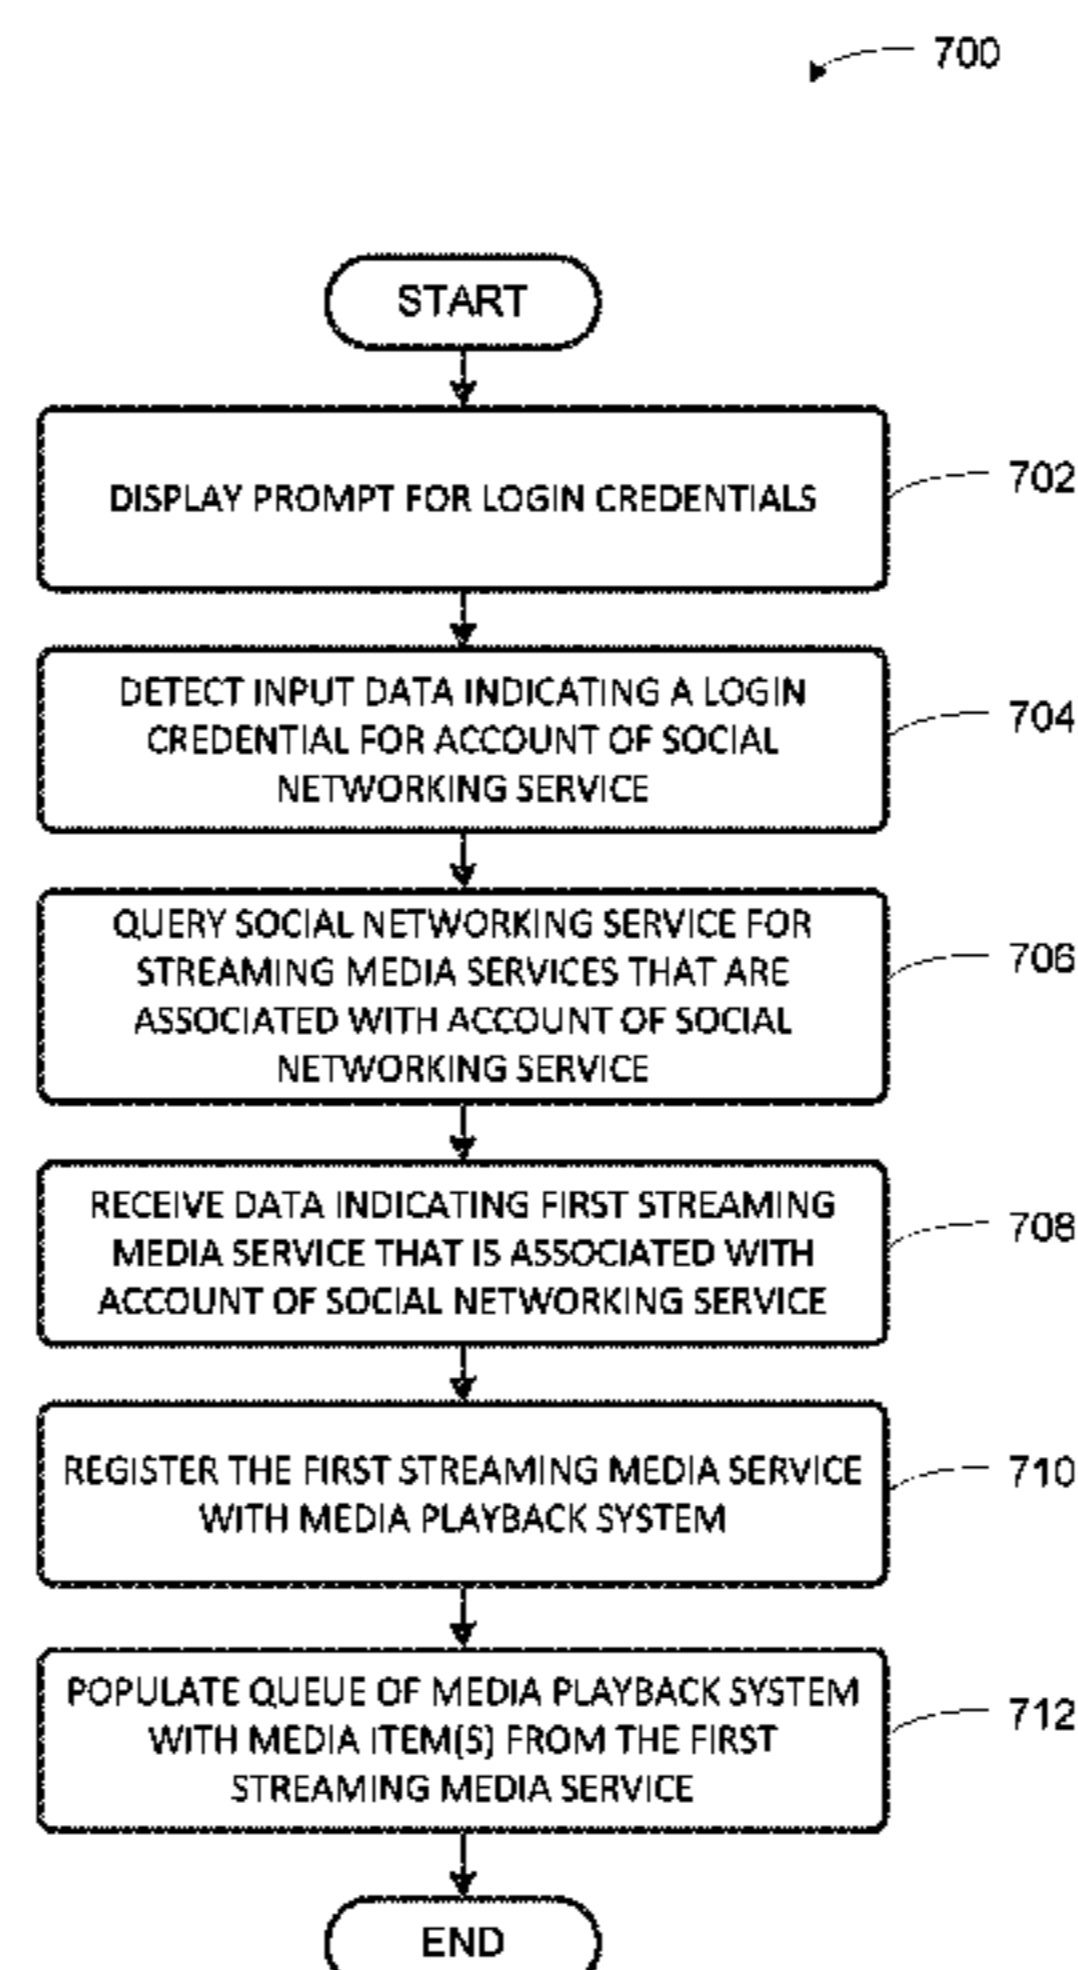 700
START
DISPLAY PROMPT FOR LOGIN CREDENTIALS
702
DETECT INPUT DATA INDICATING A LOGIN
CREDENTIAL FOR ACCOUNT OF SOCIAL
NETWORKING SERVICE
704
QUERY SOCIAL NETWORKING SERVICE FOR
STREAMING MEDIA SERVICES THAT ARE
ASSOCIATED WITH ACCOUNT OF SOCIAL
NETWORKING SERVICE
706
RECEIVE DATA INDICATING FIRST STREAMING
MEDIA SERVICE THAT IS ASSOCIATED WITH
ACCOUNT OF SOCIAL NETWORKING SERVICE
708
REGISTER THE FIRST STREAMING MEDIA SERVICE
WITH MEDIA PLAYBACK SYSTEM
710
POPULATE QUEUE OF MEDIA PLAYBACK SYSTEM
WITH MEDIA ITEM(S) FROM THE FIRST
STREAMING MEDIA SERVICE
712
END